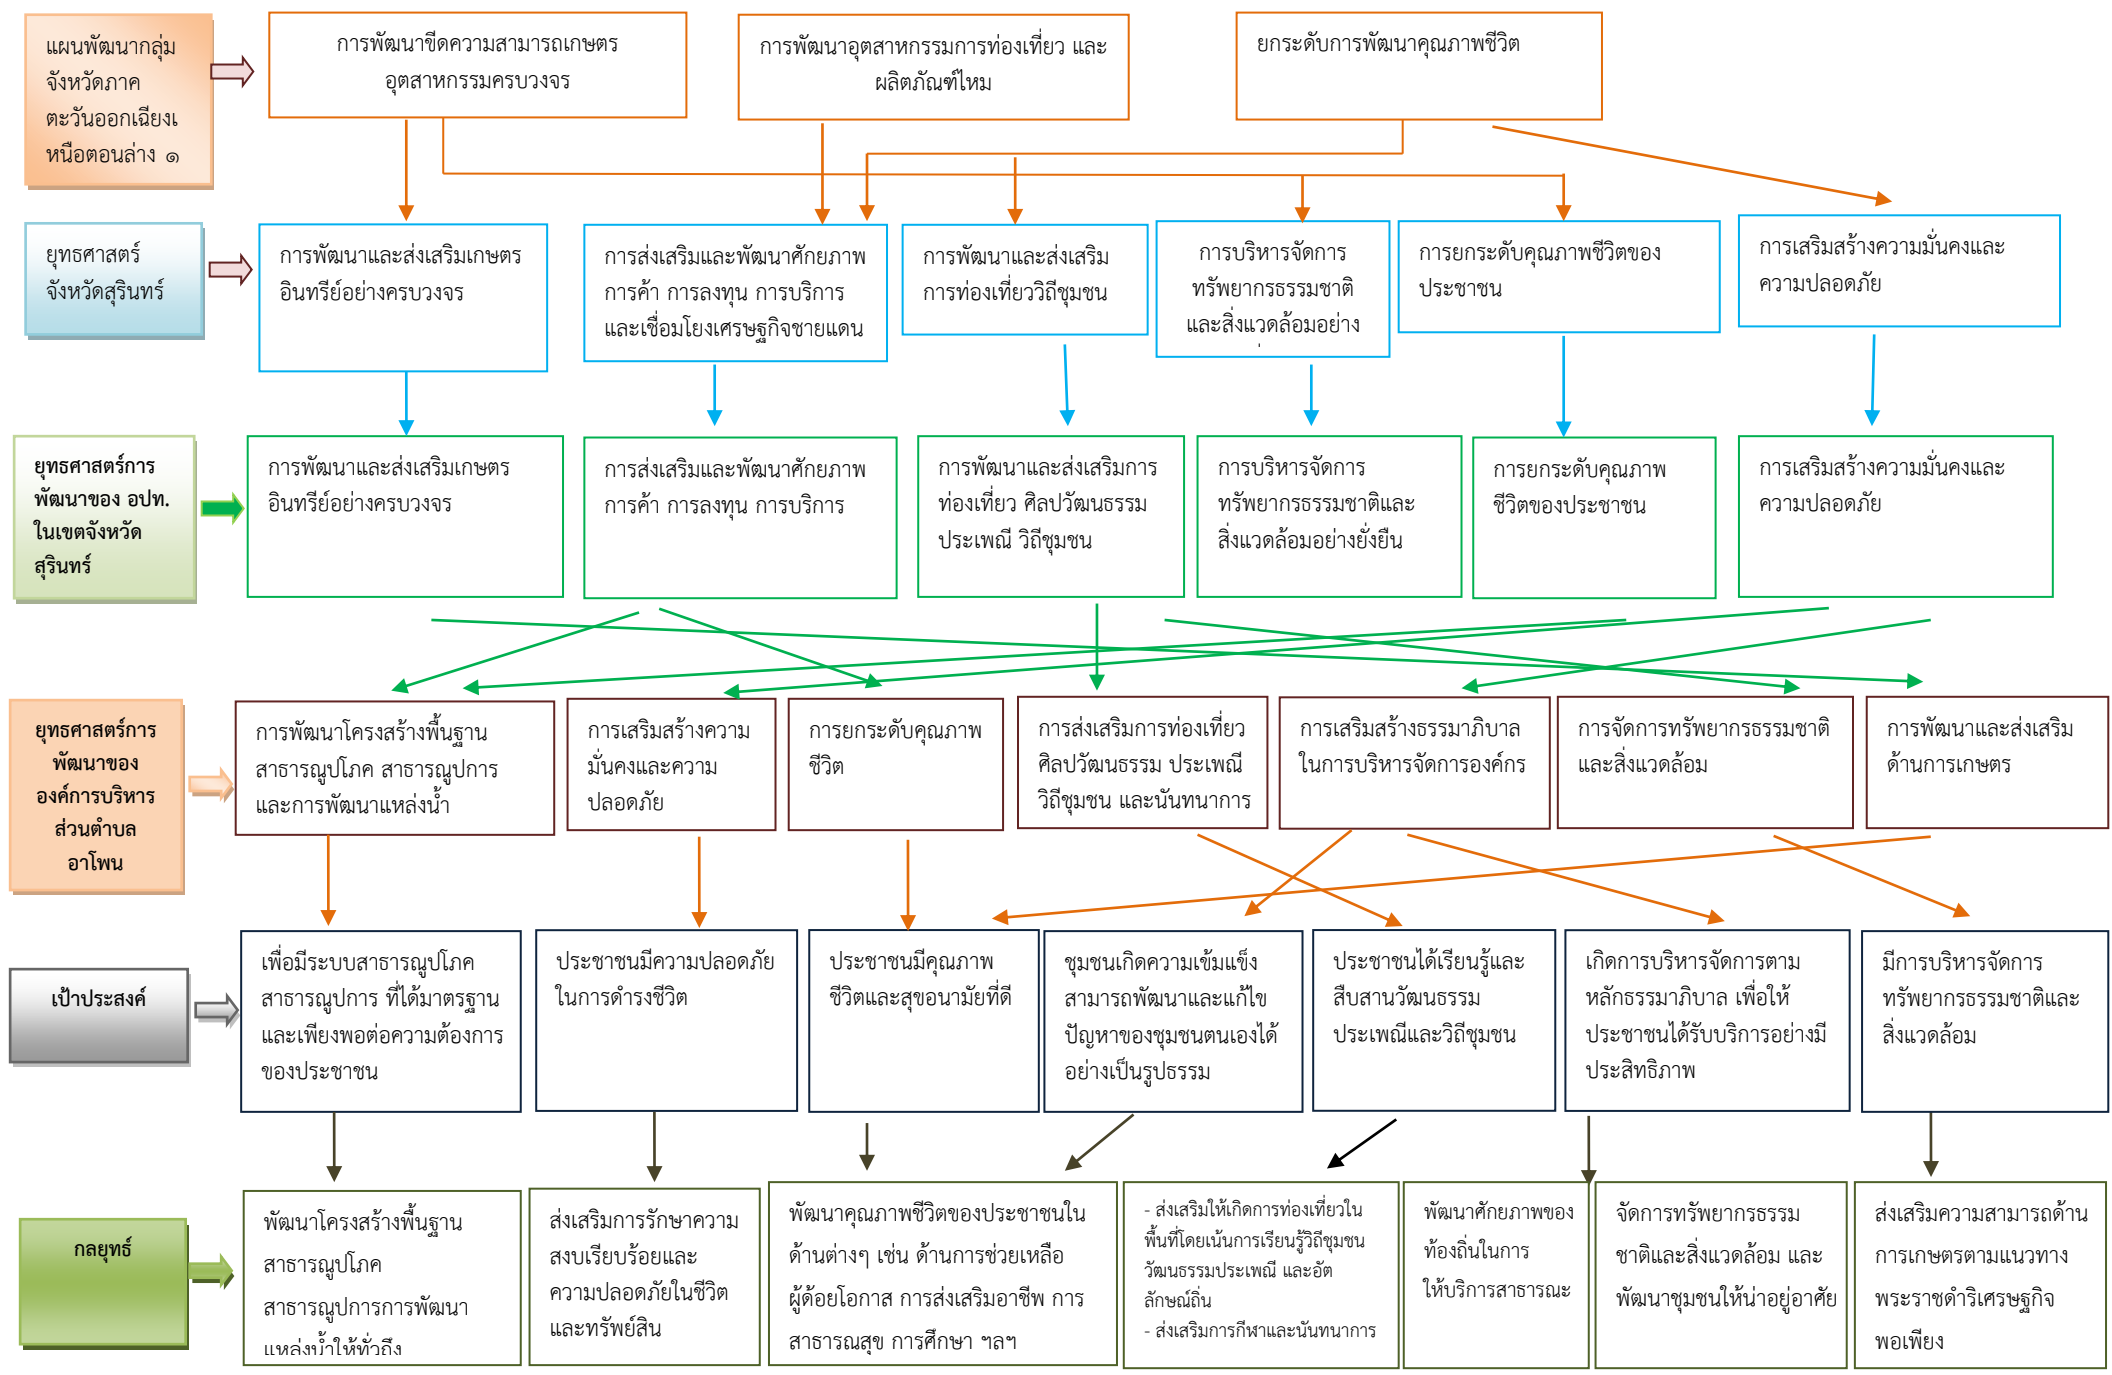 แผนพัฒนากลุ่ม
จังหวัดภาค
ตะวันออกเฉียงเ
หนือตอนล่าง ๑
การพัฒนาขีดความสามารถเกษตร
อุตสาหกรรมครบวงจร
การพัฒนาอุตสาหกรรมการท่องเที่ยว และ
ผลิตภัณฑ์ไหม
ยกระดับการพัฒนาคุณภาพชีวิต
ยุทธศาสตร์
จังหวัดสุรินทร์
การพัฒนาและส่งเสริมเกษตร
อินทรีย์อย่างครบวงจร
การส่งเสริมและพัฒนาศักยภาพ
การค้า การลงทุน การบริการ
และเชื่อมโยงเศรษฐกิจชายแดน
การพัฒนาและส่งเสริม
การท่องเที่ยววิถีชุมชน
การบริหารจัดการ
ทรัพยากรธรรมชาติ
และสิ่งแวดล้อมอย่าง
การยกระดับคุณภาพชีวิตของ
ประชาชน
การเสริมสร้างความมั่นคงและ
ความปลอดภัย
ยุทธศาสตร์การ
พัฒนาของ อปท.
ในเขตจังหวัด
สุรินทร์
การพัฒนาและส่งเสริมเกษตร
อินทรีย์อย่างครบวงจร
การส่งเสริมและพัฒนาศักยภาพ
การค้า การลงทุน การบริการ
การพัฒนาและส่งเสริมการ
ท่องเที่ยว ศิลปวัฒนธรรม
ประเพณี วิถีชุมชน
การบริหารจัดการ
ทรัพยากรธรรมชาติและ
สิ่งแวดล้อมอย่างยั่งยืน
การยกระดับคุณภาพ
ชีวิตของประชาชน
การเสริมสร้างความมั่นคงและ
ความปลอดภัย
ยุทธศาสตร์การ
พัฒนาของ
องค์การบริหาร
ส่วนตำบล
อาโพน
การพัฒนาโครงสร้างพื้นฐาน
สาธารณูปโภค สาธารณูปการ
และการพัฒนาแหล่งน้ำ
การเสริมสร้างความ
มั่นคงและความ
ปลอดภัย
การยกระดับคุณภาพ
ชีวิต
การส่งเสริมการท่องเที่ยว
ศิลปวัฒนธรรม ประเพณี
วิถีชุมชน และนันทนาการ
การเสริมสร้างธรรมาภิบาล
ในการบริหารจัดการองค์กร
การจัดการทรัพยากรธรรมชาติ
และสิ่งแวดล้อม
การพัฒนาและส่งเสริม
ด้านการเกษตร
เป้าประสงค์
เพื่อมีระบบสาธารณูปโภค
สาธารณูปการ ที่ได้มาตรฐาน
และเพียงพอต่อความต้องการ
ของประชาชน
ประชาชนมีความปลอดภัย
ในการดำรงชีวิต
ประชาชนมีคุณภาพ
ชีวิตและสุขอนามัยที่ดี
ชุมชนเกิดความเข้มแข็ง
สามารถพัฒนาและแก้ไข
ปัญหาของชุมชนตนเองได้
อย่างเป็นรูปธรรม
ประชาชนได้เรียนรู้และ
สืบสานวัฒนธรรม
ประเพณีและวิถีชุมชน
เกิดการบริหารจัดการตาม
หลักธรรมาภิบาล เพื่อให้
ประชาชนได้รับบริการอย่างมี
ประสิทธิภาพ
มีการบริหารจัดการ
ทรัพยากรธรรมชาติและ
สิ่งแวดล้อม
กลยุทธ์
พัฒนาโครงสร้างพื้นฐาน
สาธารณูปโภค
สาธารณูปการการพัฒนา
แหล่งน้ำให้ทั่วถึง
ส่งเสริมการรักษาความ
สงบเรียบร้อยและ
ความปลอดภัยในชีวิต
และทรัพย์สิน
พัฒนาคุณภาพชีวิตของประชาชนใน
ด้านต่างๆ เช่น ด้านการช่วยเหลือ
ผู้ด้อยโอกาส การส่งเสริมอาชีพ การ
สาธารณสุข การศึกษา ฯลฯ
- ส่งเสริมให้เกิดการท่องเที่ยวใน
พื้นที่โดยเน้นการเรียนรู้วิถีชุมชน
วัฒนธรรมประเพณี และอัต
ลักษณ์ถิ่น
- ส่งเสริมการกีฬาและนันทนาการ
พัฒนาศักยภาพของ
ท้องถิ่นในการ
ให้บริการสาธารณะ
จัดการทรัพยากรธรรม
ชาติและสิ่งแวดล้อม และ
พัฒนาชุมชนให้น่าอยู่อาศัย
ส่งเสริมความสามารถด้าน
การเกษตรตามแนวทาง
พระราชดำริเศรษฐกิจ
พอเพียง